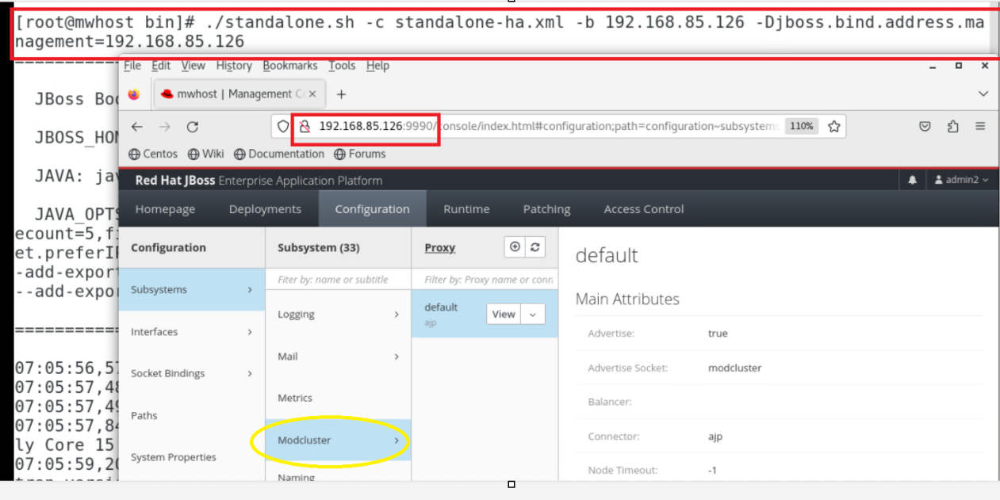 [root@mwhost bin]# ./standalone.sh -c standalone-ha.xml -b 192.168.85.126 -Djboss.bind.address.ma
nagement=192.168.85.126
File Edit View History Bookmarks Tools Help
mwhost | Management
192.168.85.126:9990/console/index.html#configuration;path=configuration~subsystem 110%
Centos Wiki Documentation Forums
Red Hat JBoss Enterprise Application Platform
admin2
Homepage Deployments Configuration Runtime Patching Access Control
Configuration
Subsystems
Interfaces
Socket Bindings
Paths
System Properties
Subsystem (33)
Fiter by: name or subtitle
Logging
Mail
Metrics
Modcluster
Naming
Proxy
Filter by: Proxy name or conn
default
ajp
View
default
Main Attributes
Advertise: true
Advertise Socket: modcluster
Balancer:
Connector: ajp
Node Timeout: -1
==========
JBoss Boo
JBOSS_HOM
JAVA: jav
JAVA_OPTS
ecount=5,fi
et.preferIP
-add-export
--add-expor
==========
07:05:56,57
07:05:57,48
07:05:57,49
07:05:57,84
ly Core 15
07:05:59,20